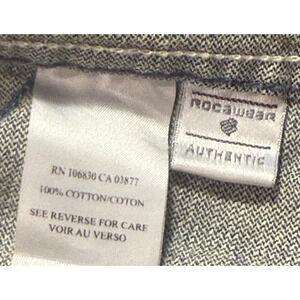 RN 106830 CA 03877
100% COTTON/COTON
SEE REVERSE FOR CARE
VOIR AU VERSO
ROCAWEAR
AUTHENTIC